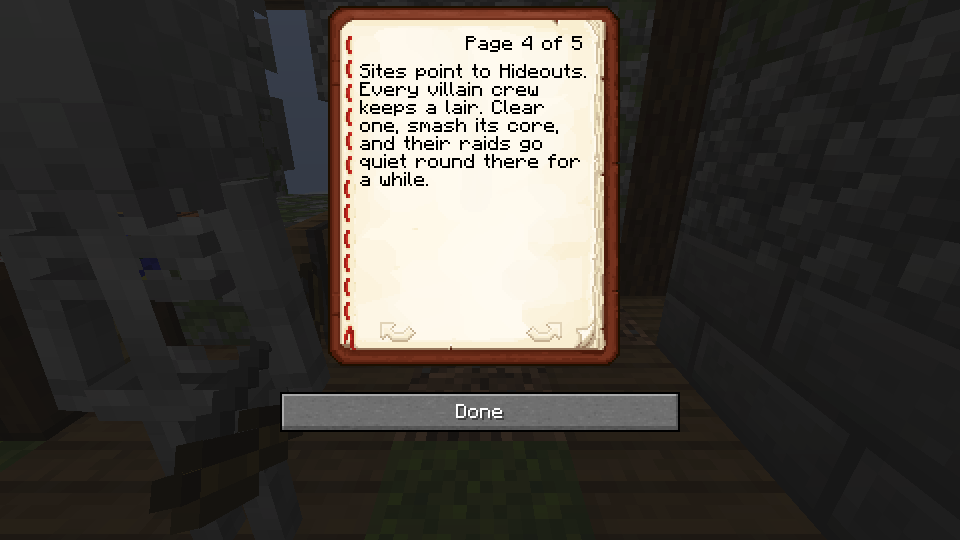 Page 4 of 5
Sites point to Hideouts.
Every villain crew
keeps a lair. Clear
one, smash its core,
and their raids go
quiet round there for
a while.
Done